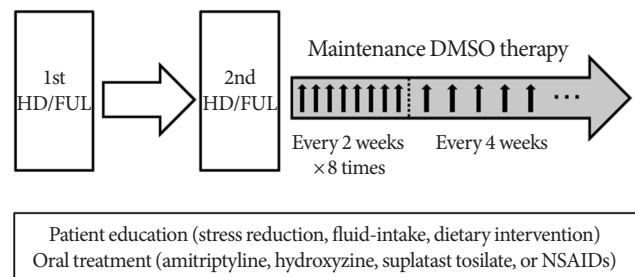 1st
HD/FUL
2nd
HD/FUL
Maintenance DMSO therapy
Every 2 weeks
×8 times
Every 4 weeks
...
Patient education (stress reduction, fluid-intake, dietary intervention)
Oral treatment (amitriptyline, hydroxyzine, suplatast tosilate, or NSAIDs)